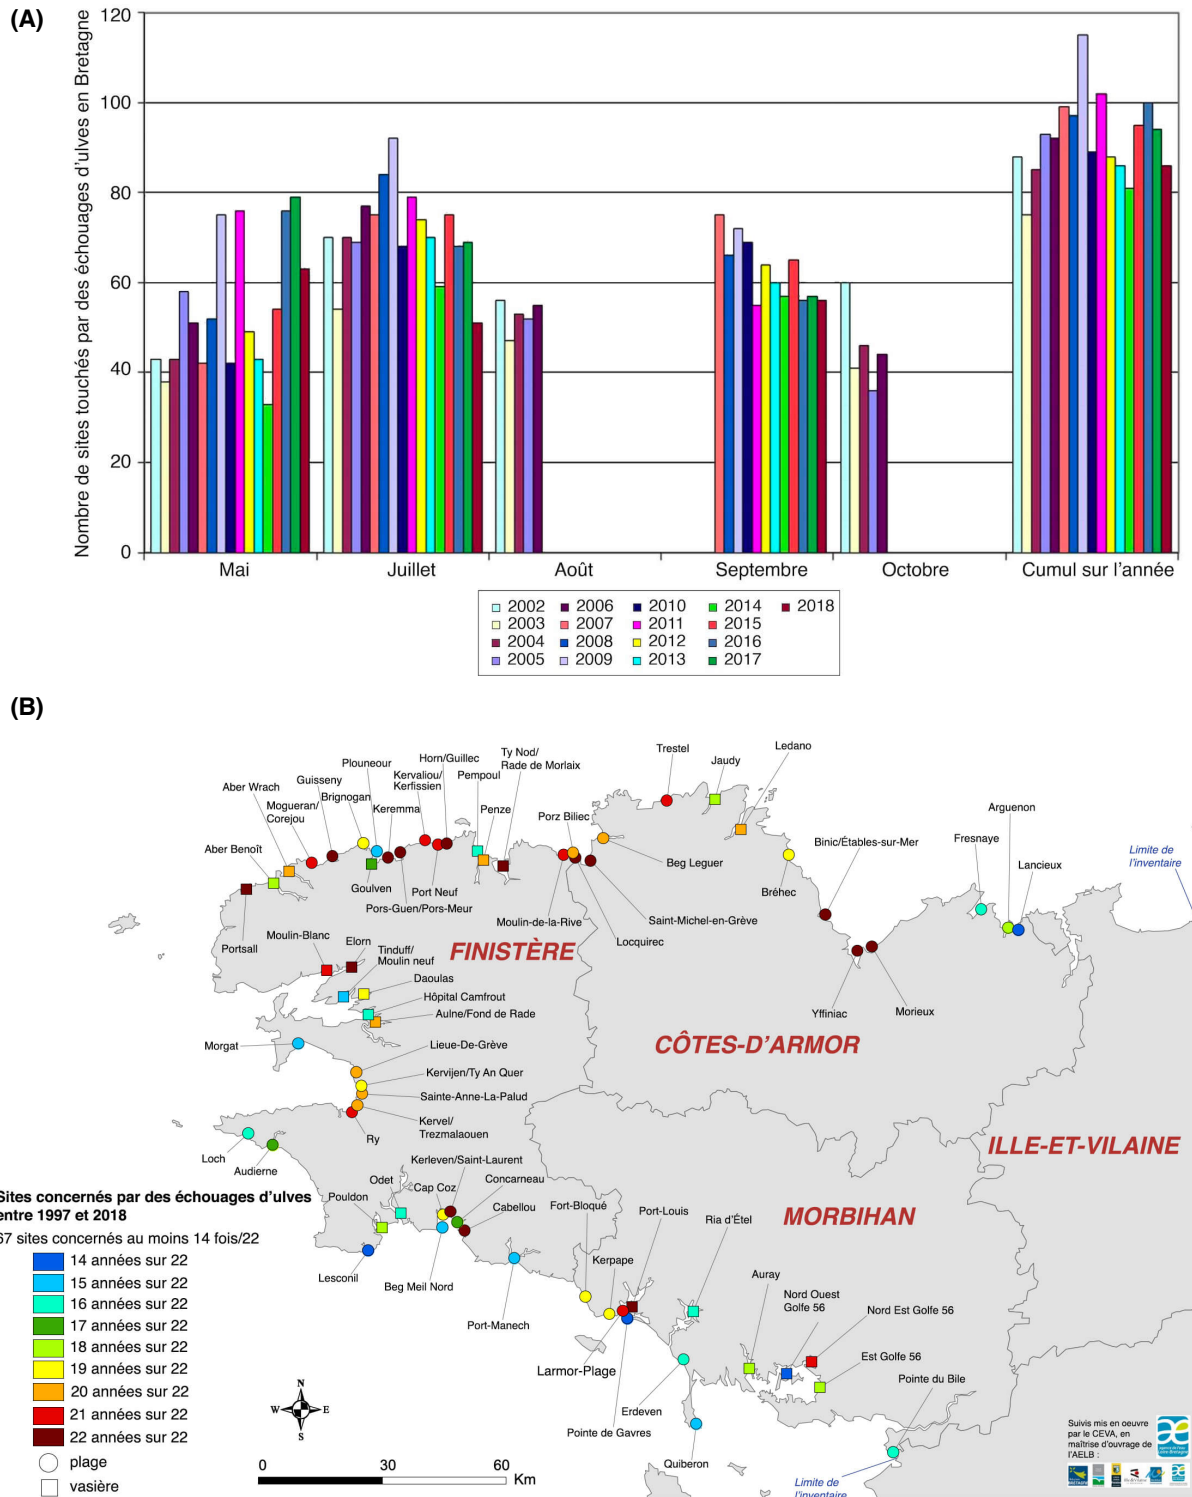 (A)
Nombre de sites touchés par des échouages d'ulves en Bretagne
120
100
80
60
40
20
0
Mai
Juillet
Août
Septembre
Octobre
Cumul sur l'année
2002
2006
2010
2014
2018
2003
2007
2011
2015
2004
2008
2012
2016
2005
2009
2013
2017
(B)
Ledano
Trestel
Jaudy
Ty Nod/
Rade de Morlaix
Horn/Guillec
Pempoul
Plouneour
Kervaliou/
Kerfissien
Guisseny
Aber Wrach
Brignogan
Keremma
Penze
Mogueran/
Corejou
Porz Biliec
Arguenon
Fresnaye
Binic/Étables-sur-Mer
Limite de
l'inventaire
Lancieux
Aber Benoît
Beg Leguer
Bréhec
Goulven
Port Neuf
Pors-Guen/Pors-Meur
Moulin-de-la-Rive
Saint-Michel-en-Grève
Locquirec
Portsall
Moulin-Blanc
Elorn
Tinduff/
Moulin neuf
FINISTÈRE
Daoulas
Hôpital Camfrout
Aulne/Fond de Rade
Yffiniac
Morieux
Morgat
Lieue-De-Grève
CÔTES-D'ARMOR
Kervijen/Ty An Quer
Sainte-Anne-La-Palud
Kervel/
Trezmalaouen
Ry
Loch
Audierne
ILLE-ET-VILAINE
Kerleven/Saint-Laurent
Odet
Cap Coz
Concarneau
Pouldon
Cabellou
Fort-Bloqué
Port-Louis
Ria d'Étel
MORBIHAN
Sites concernés par des échouages d'ulves
entre 1997 et 2018
67 sites concernés au moins 14 fois/22
14 années sur 22
15 années sur 22
16 années sur 22
17 années sur 22
18 années sur 22
19 années sur 22
20 années sur 22
21 années sur 22
22 années sur 22
plage
vasière
Lesconil
Beg Meil Nord
Kerpape
Auray
Nord Ouest
Golfe 56
Nord Est Golfe 56
Port-Manech
Est Golfe 56
Larmor-Plage
Pointe du Bile
Erdeven
Pointe de Gavres
Quiberon
N
W
E
S
0
30
60
Km
Limite de
l'inventaire
Suivis mis en oeuvre
par le CEVA, en
maîtrise d'ouvrage de
l'AELB :